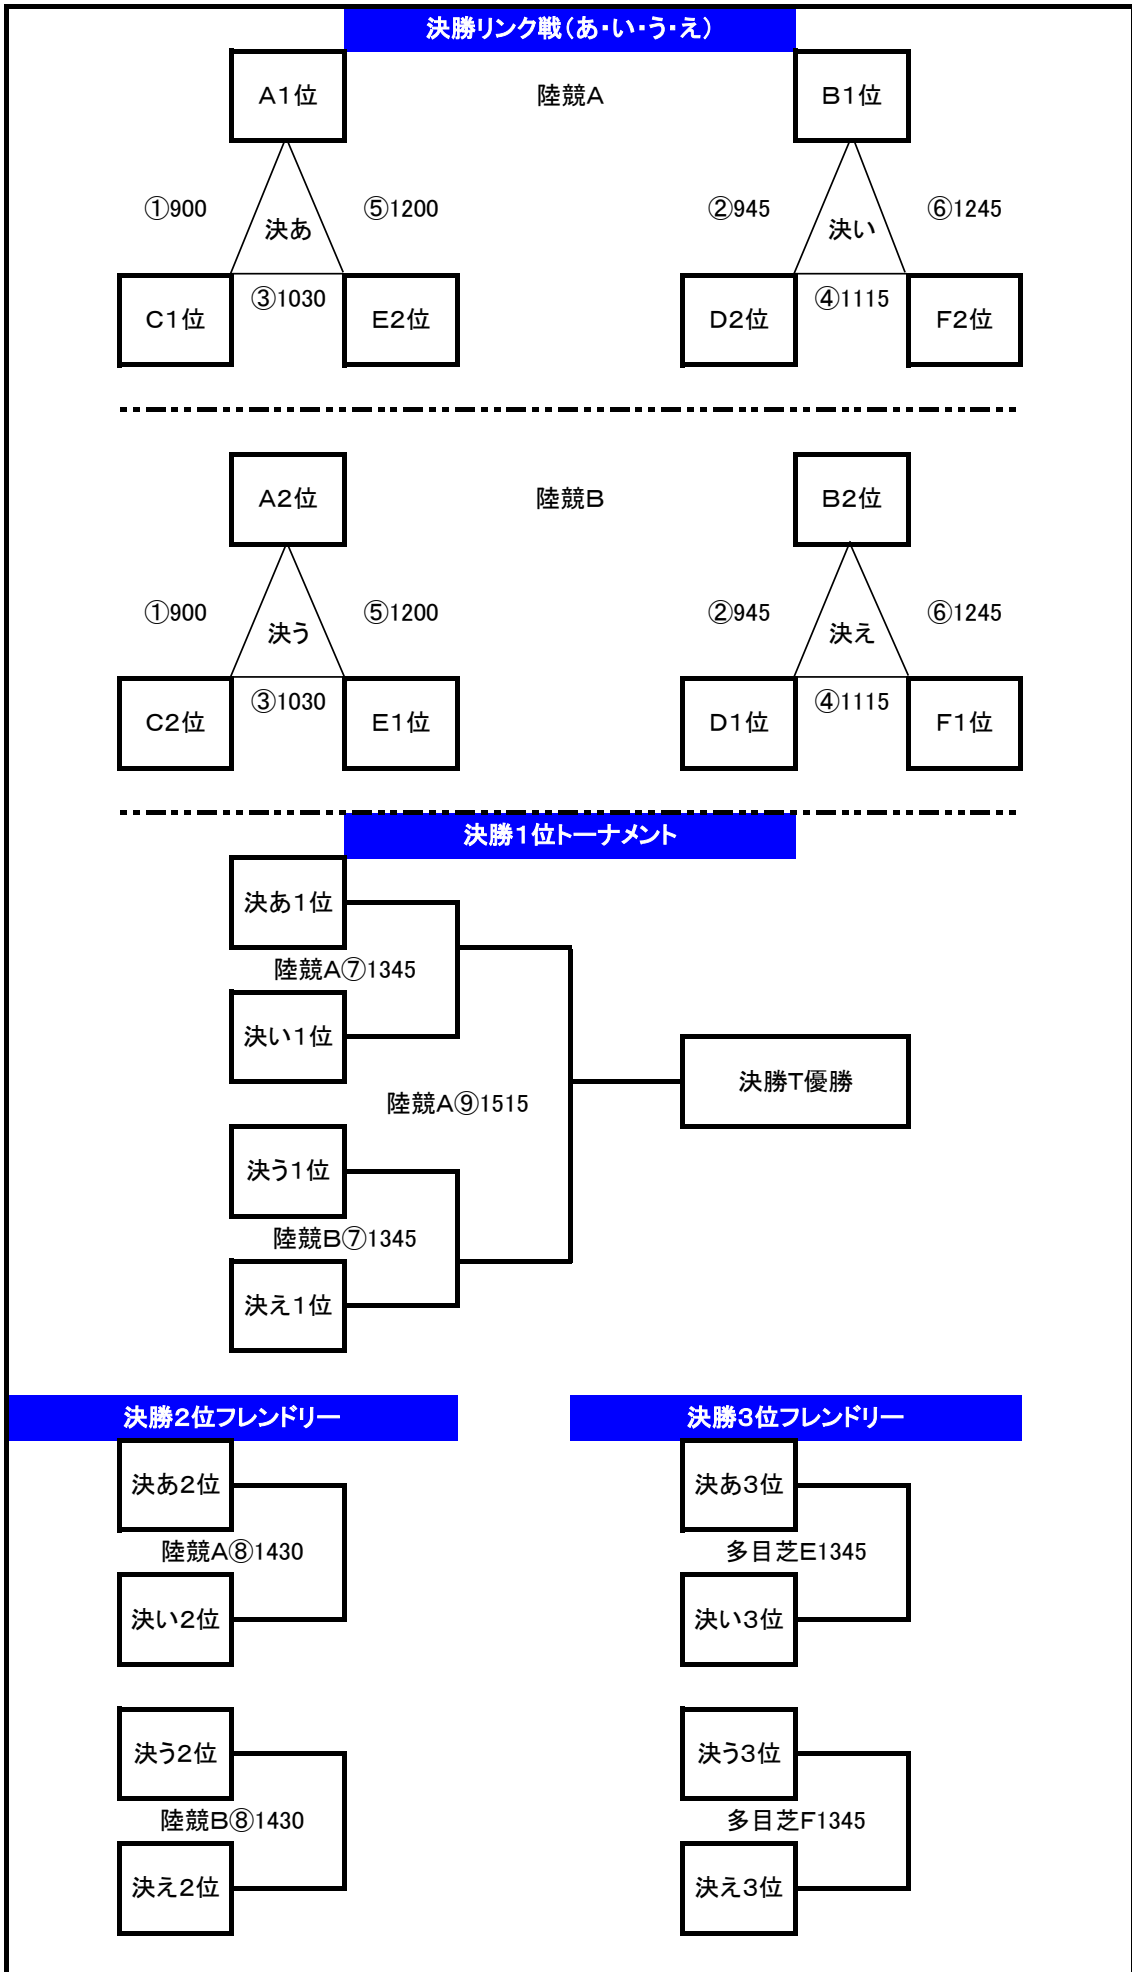 決勝リンク戦(あ・い・う・え)
A1位
陸競A
B1位
①900
⑤1200
②945
⑥1245
決あ
決い
③1030
④1115
C1位
E2位
D2位
F2位
A2位
陸競B
B2位
①900
⑤1200
②945
⑥1245
決う
決え
③1030
④1115
C2位
E1位
D1位
F1位
決勝1位トーナメント
決あ1位
陸競A⑦1345
決い1位
決勝T優勝
陸競A⑨1515
決う1位
陸競B⑦1345
決え1位
決勝2位フレンドリー
決勝3位フレンドリー
決あ2位
決あ3位
陸競A⑧1430
多目芝E1345
決い2位
決い3位
決う2位
決う3位
陸競B⑧1430
多目芝F1345
決え2位
決え3位